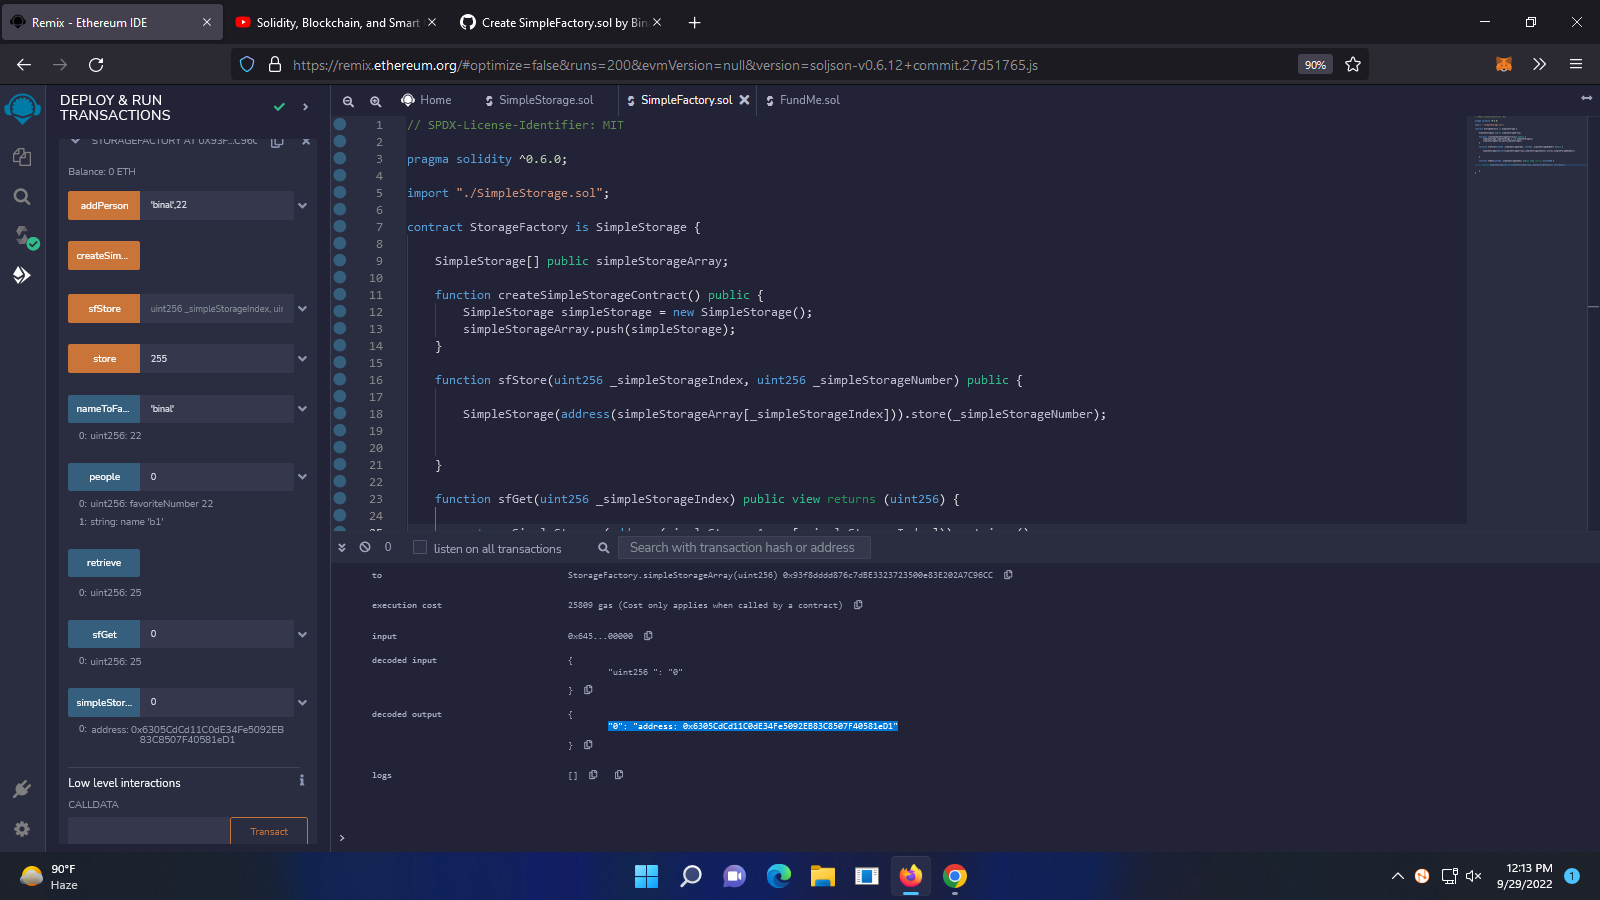 Remix - Ethereum IDE
Solidity, Blockchain, and Smart
Create SimpleFactory.sol by Bin
https://remix.ethereum.org/#optimize=false&runs=200&evmVersion=null&version=soljson-v0.6.12+commit.27d51765.js
90%
DEPLOY & RUN
TRANSACTIONS
STORAGEFACTORY AT 0X93F...C96C
Balance: 0 ETH
addPerson 'binal',22
createSim...
sfStore uint256 _simpleStorageIndex, uir
store 255
nameToFa... 'binal'
0: uint256: 22
people 0
0: uint256: favoriteNumber 22
1: string: name 'b1'
retrieve
0: uint256: 25
sfGet 0
0: uint256: 25
simpleStor... 0
0: address: 0x6305CdCd11C0dE34Fe5092EB
83C8507F40581eD1
Low level interactions
CALLDATA
Transact
Home
SimpleStorage.sol
SimpleFactory.sol
FundMe.sol
1 // SPDX-License-Identifier: MIT
2
3 pragma solidity ^0.6.0;
4
5 import "./SimpleStorage.sol";
6
7 contract StorageFactory is SimpleStorage {
8
9 SimpleStorage[] public simpleStorageArray;
10
11 function createSimpleStorageContract() public {
12 SimpleStorage simpleStorage = new SimpleStorage();
13 simpleStorageArray.push(simpleStorage);
14 }
15
16 function sfStore(uint256 _simpleStorageIndex, uint256 _simpleStorageNumber) public {
17
18 SimpleStorage(address(simpleStorageArray[_simpleStorageIndex])).store(_simpleStorageNumber);
19
20
21 }
22
23 function sfGet(uint256 _simpleStorageIndex) public view returns (uint256) {
24
0
listen on all transactions
Search with transaction hash or address
to StorageFactory.simpleStorageArray(uint256) 0x93f8dddd876c7dBE3323723500e83E202A7C96CC
execution cost 25809 gas (Cost only applies when called by a contract)
input 0x645...00000
decoded input {
"uint256 ": "0"
}
decoded output {
"0": "address: 0x6305CdCd11C0dE34Fe5092EB83C8507F40581eD1"
}
logs []
>
90°F
Haze
12:13 PM
9/29/2022
1